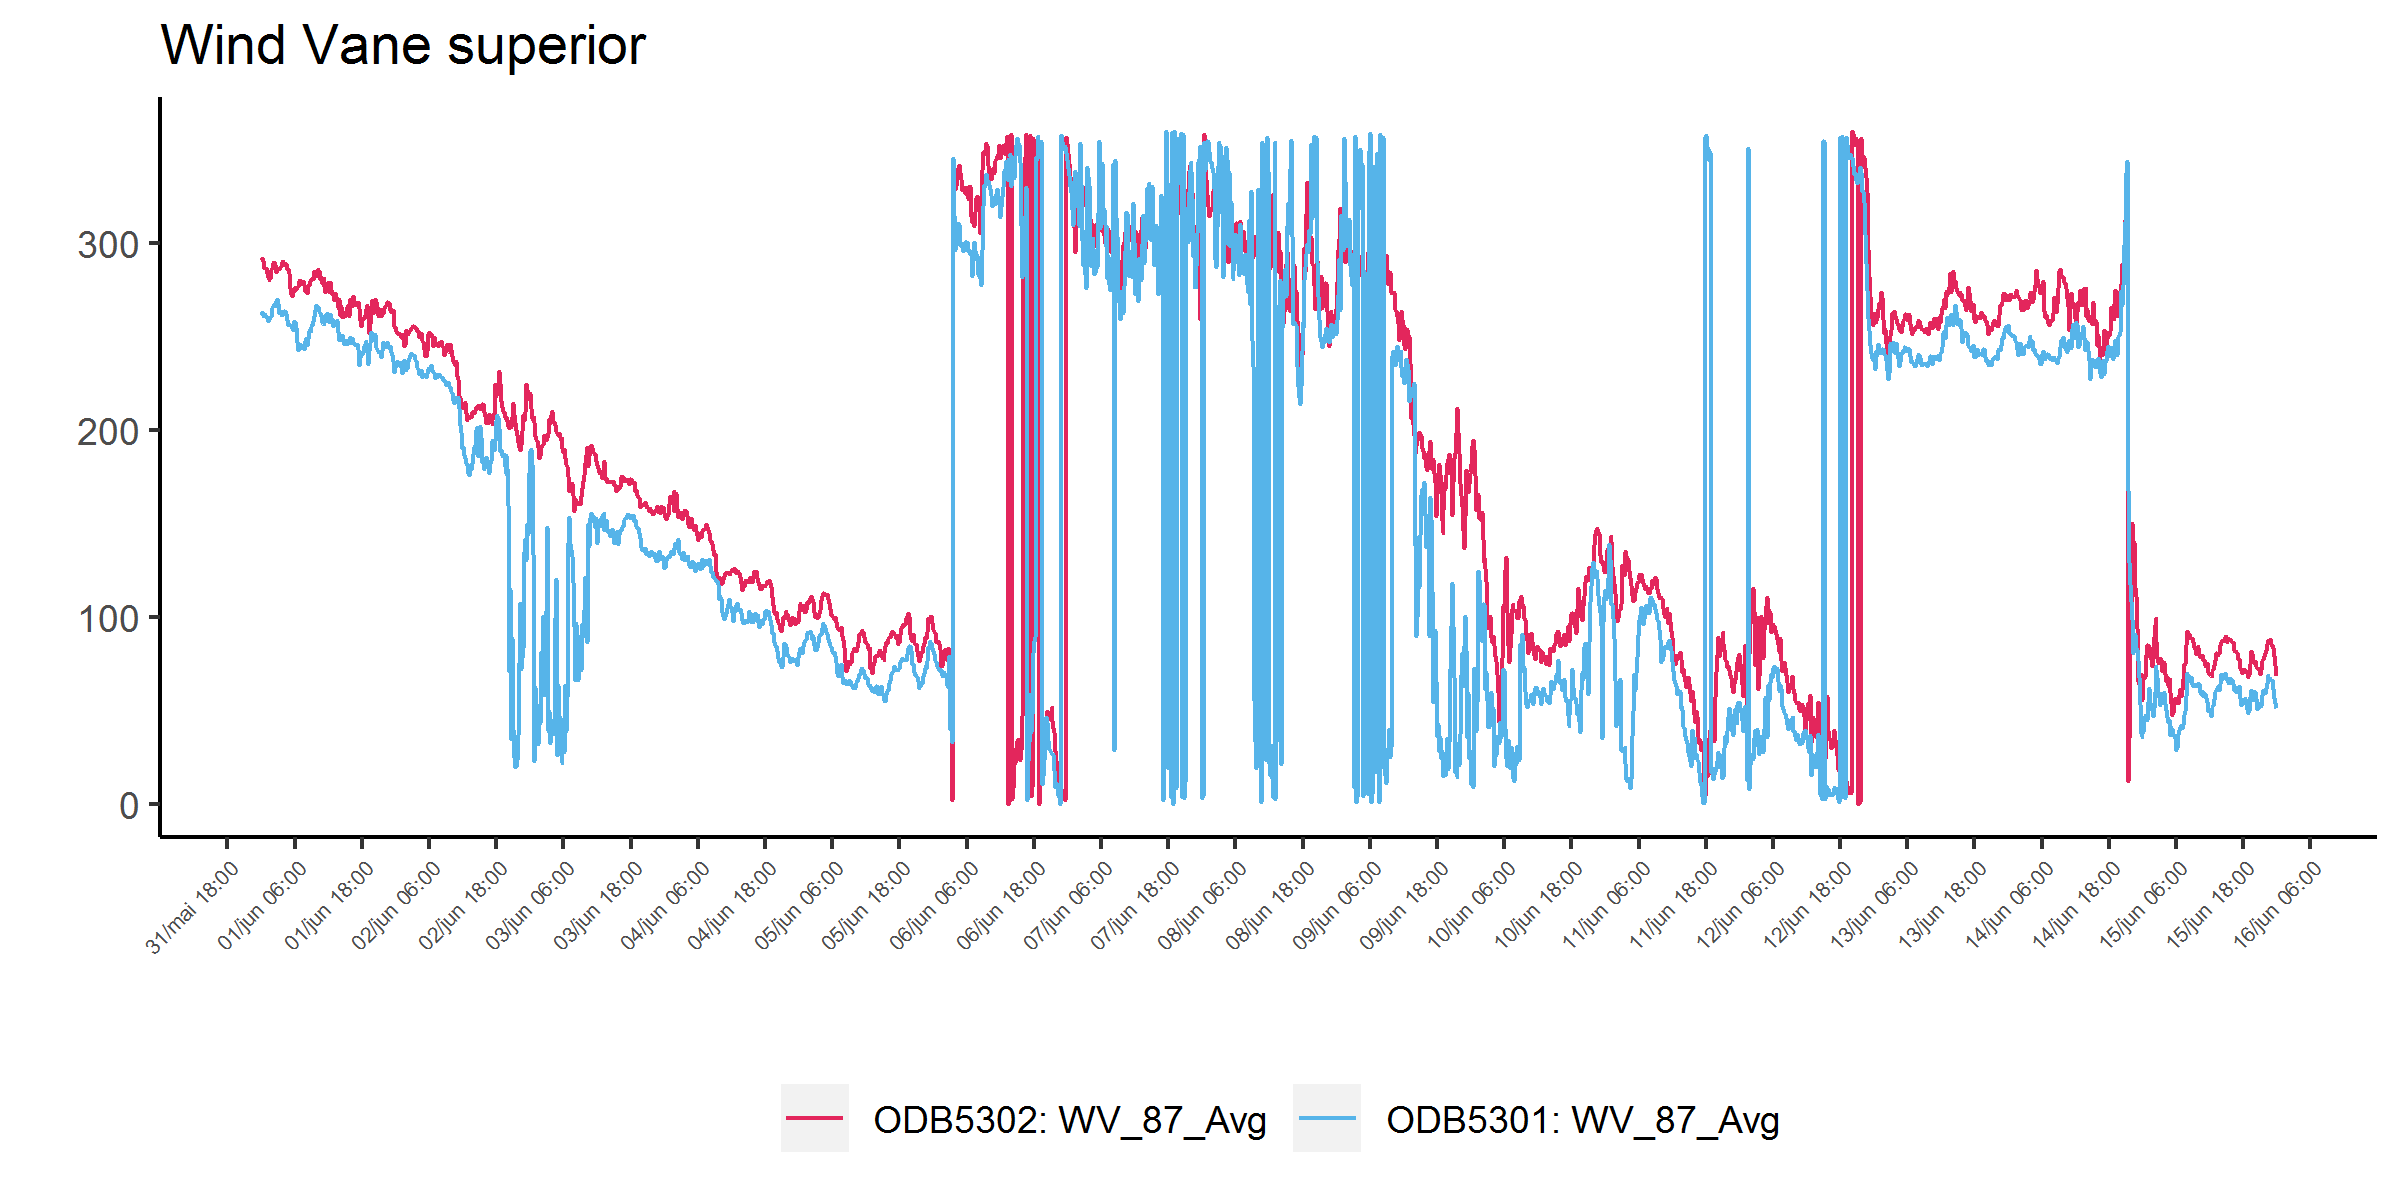 Wind Vane superior
300
200
100
0
31/mai 18:00
01/jun 06:00
01/jun 18:00
02/jun 06:00
02/jun 18:00
03/jun 06:00
03/jun 18:00
04/jun 06:00
04/jun 18:00
05/jun 06:00
05/jun 18:00
06/jun 06:00
06/jun 18:00
07/jun 06:00
07/jun 18:00
08/jun 06:00
08/jun 18:00
09/jun 06:00
09/jun 18:00
10/jun 06:00
10/jun 18:00
11/jun 06:00
11/jun 18:00
12/jun 06:00
12/jun 18:00
13/jun 06:00
13/jun 18:00
14/jun 06:00
14/jun 18:00
15/jun 06:00
15/jun 18:00
16/jun 06:00
ODB5302: WV_87_Avg
ODB5301: WV_87_Avg